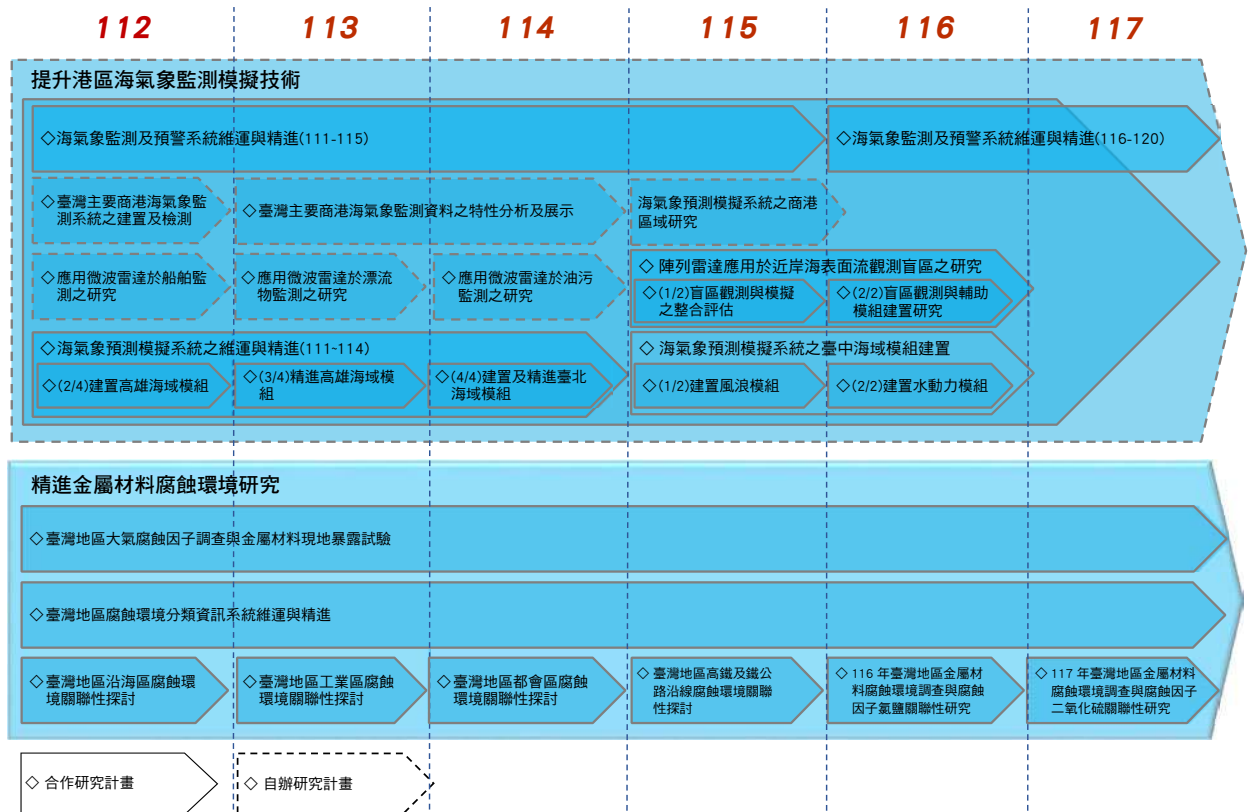 112 113 114 115 116 117
提升港區海氣象監測模擬技術
◇海氣象監測及預警系統維運與精進(111-115)
◇海氣象監測及預警系統維運與精進(116-120)
◇臺灣主要商港海氣象監
測系統之建置及檢測
◇臺灣主要商港海氣象監測資料之特性分析及展示
海氣象預測模擬系統之商港
區域研究
◇應用微波雷達於船舶監
測之研究
◇應用微波雷達於漂流
物監測之研究
◇應用微波雷達於油污
監測之研究
◇ 陣列雷達應用於近岸海表面流觀測盲區之研究
◇(1/2)盲區觀測與模擬
之整合評估
◇(2/2)盲區觀測與輔助
模組建置研究
◇海氣象預測模擬系統之維運與精進(111~114)
◇(2/4)建置高雄海域模組
◇(3/4)精進高雄海域模
組
◇(4/4)建置及精進臺北
海域模組
◇ 海氣象預測模擬系統之臺中海域模組建置
◇(1/2)建置風浪模組
◇(2/2)建置水動力模組
精進金屬材料腐蝕環境研究
◇臺灣地區大氣腐蝕因子調查與金屬材料現地暴露試驗
◇臺灣地區腐蝕環境分類資訊系統維運與精進
◇臺灣地區沿海區腐蝕環
境關聯性探討
◇臺灣地區工業區腐蝕
環境關聯性探討
◇臺灣地區都會區腐蝕
環境關聯性探討
◇ 臺灣地區高鐵及鐵公
路沿線腐蝕環境關聯
性探討
◇ 116 年臺灣地區金屬材
料腐蝕環境調查與腐蝕
因子氯鹽關聯性研究
◇ 117 年臺灣地區金屬材料
腐蝕環境調查與腐蝕因子
二氧化硫關聯性研究
◇ 合作研究計畫
◇ 自辦研究計畫